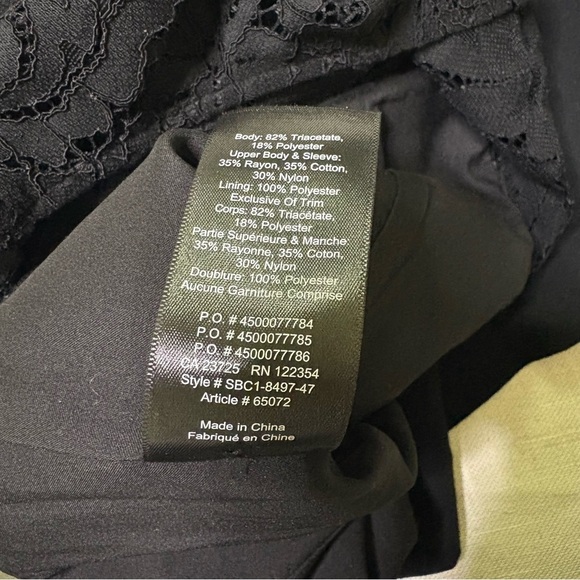 Body: 82% Triacetate,
18% Polyester
Upper Body & Sleeve:
35% Rayon, 35% Cotton,
30% Nylon
Lining: 100% Polyester
Exclusive Of Trim
Corps: 82% Triacétate,
18% Polyester
Partie Supérieure & Manche:
35% Rayonne, 35% Coton,
30% Nylon
Doublure: 100% Polyester
Aucune Garniture Comprise
P.O. # 4500077784
P.O. # 4500077785
P.O. # 4500077786
CA 23725 RN 122354
Style # SBC1-8497-47
Article # 65072
Made in China
Fabriqué en Chine